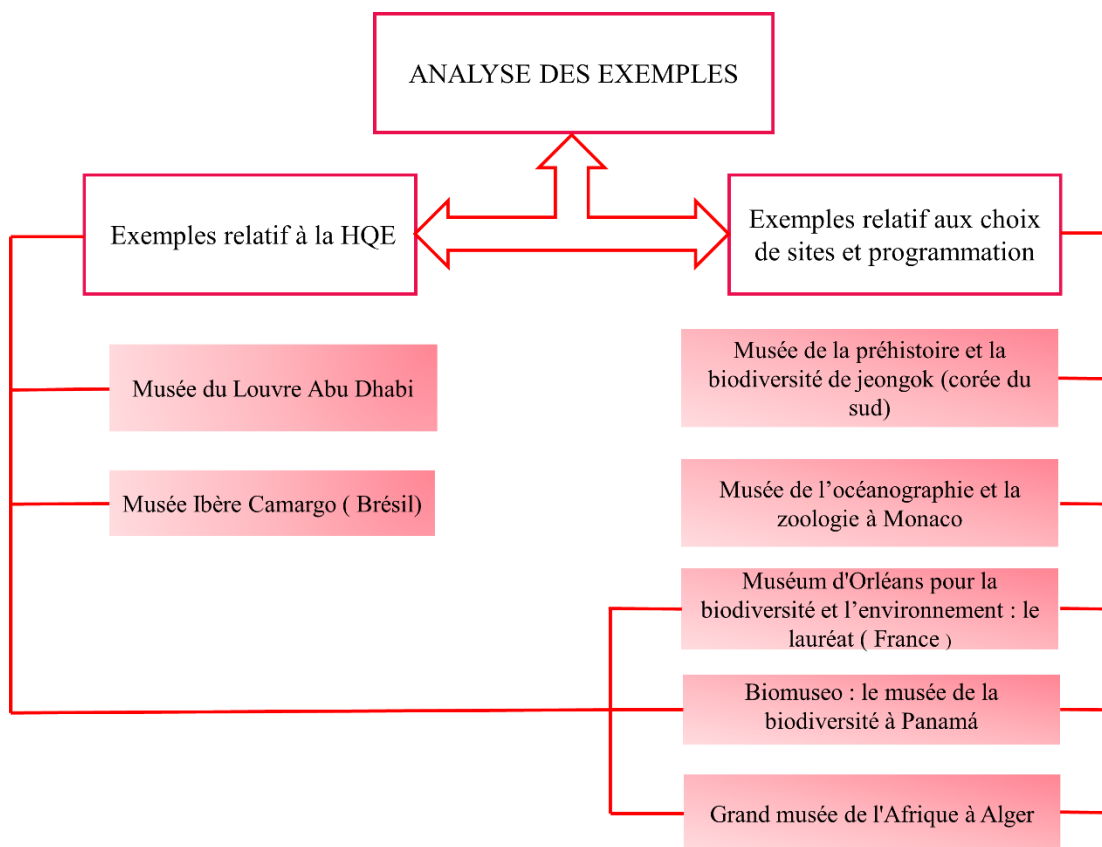 ANALYSE DES EXEMPLES
Exemples relatif à la HQE
Exemples relatif aux choix
de sites et programmation
Musée du Louvre Abu Dhabi
Musée Ibère Camargo ( Brésil)
Musée de la préhistoire et la
biodiversité de jeongok (corée du
sud)
Musée de l’océanographie et la
zoologie à Monaco
Muséum d'Orléans pour la
biodiversité et l’environnement : le
lauréat ( France )
Biomuseo : le musée de la
biodiversité à Panamá
Grand musée de l'Afrique à Alger